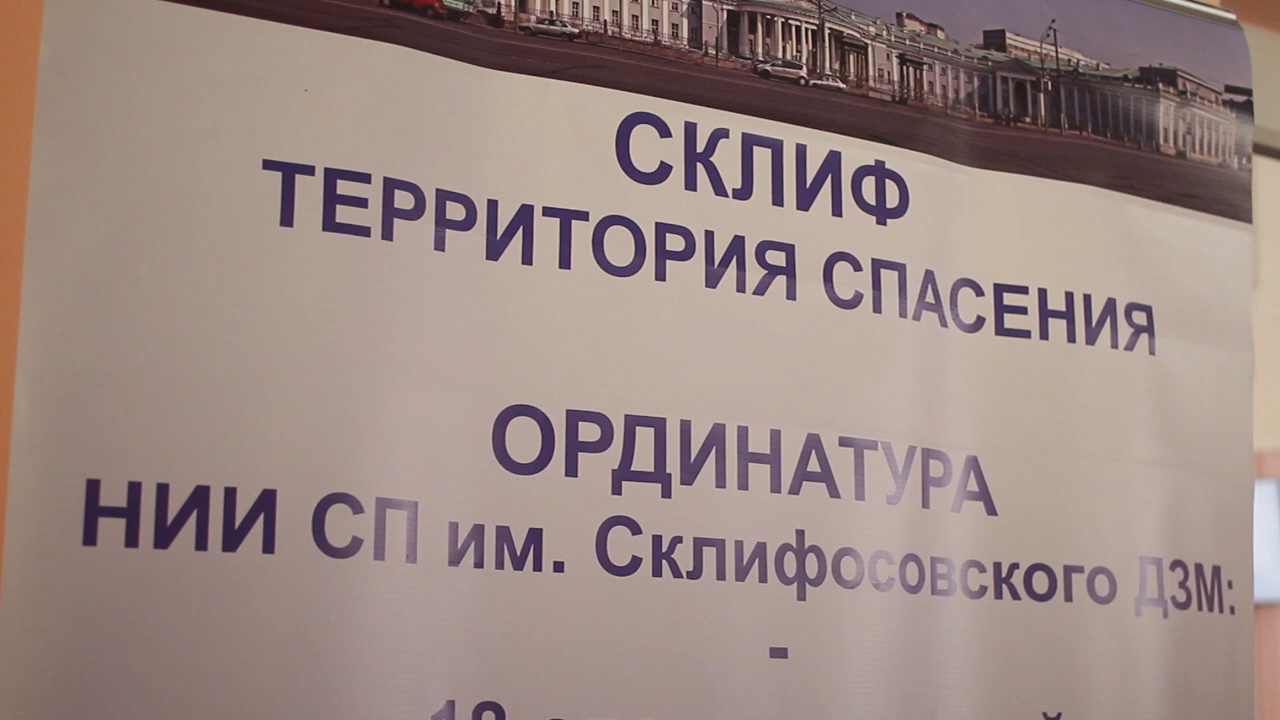 СКЛИФ
ТЕРРИТОРИЯ СПАСЕНИЯ
ОРДИНАТУРА
НИИ СП им. Склифосовского ДЗМ:
-